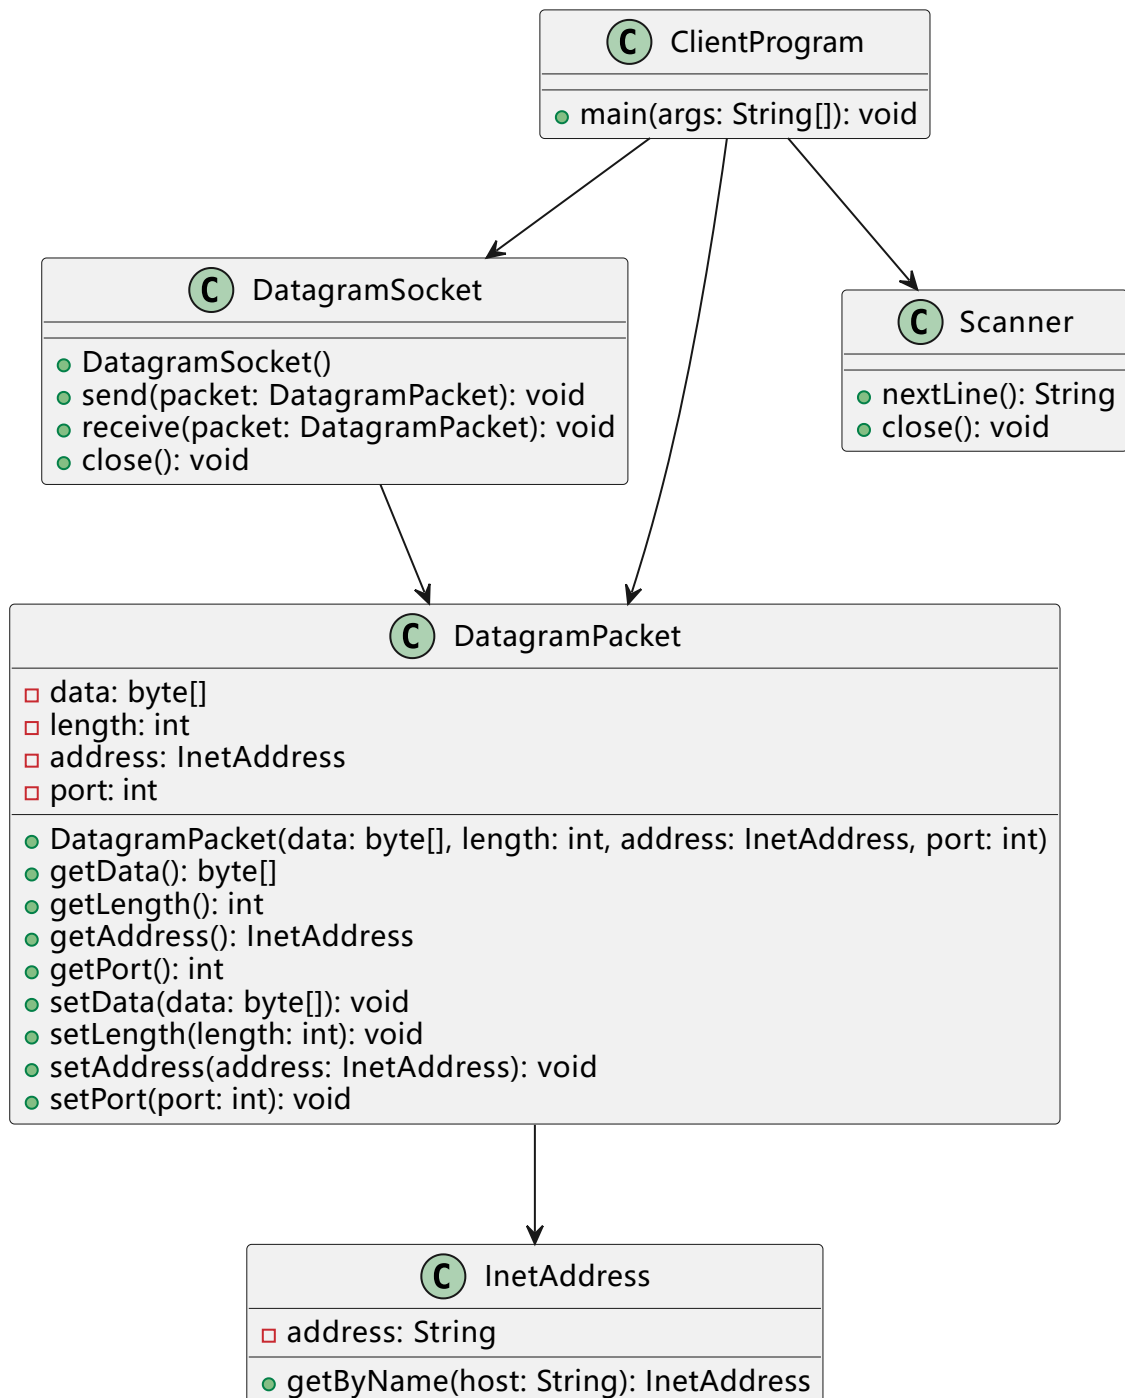 C ClientProgram
main(args: String[]): void
C DatagramSocket
DatagramSocket()
send(packet: DatagramPacket): void
receive(packet: DatagramPacket): void
close(): void
C Scanner
nextLine(): String
close(): void
C DatagramPacket
data: byte[]
length: int
address: InetAddress
port: int
DatagramPacket(data: byte[], length: int, address: InetAddress, port: int)
getData(): byte[]
getLength(): int
getAddress(): InetAddress
getPort(): int
setData(data: byte[]): void
setLength(length: int): void
setAddress(address: InetAddress): void
setPort(port: int): void
C InetAddress
address: String
getByName(host: String): InetAddress